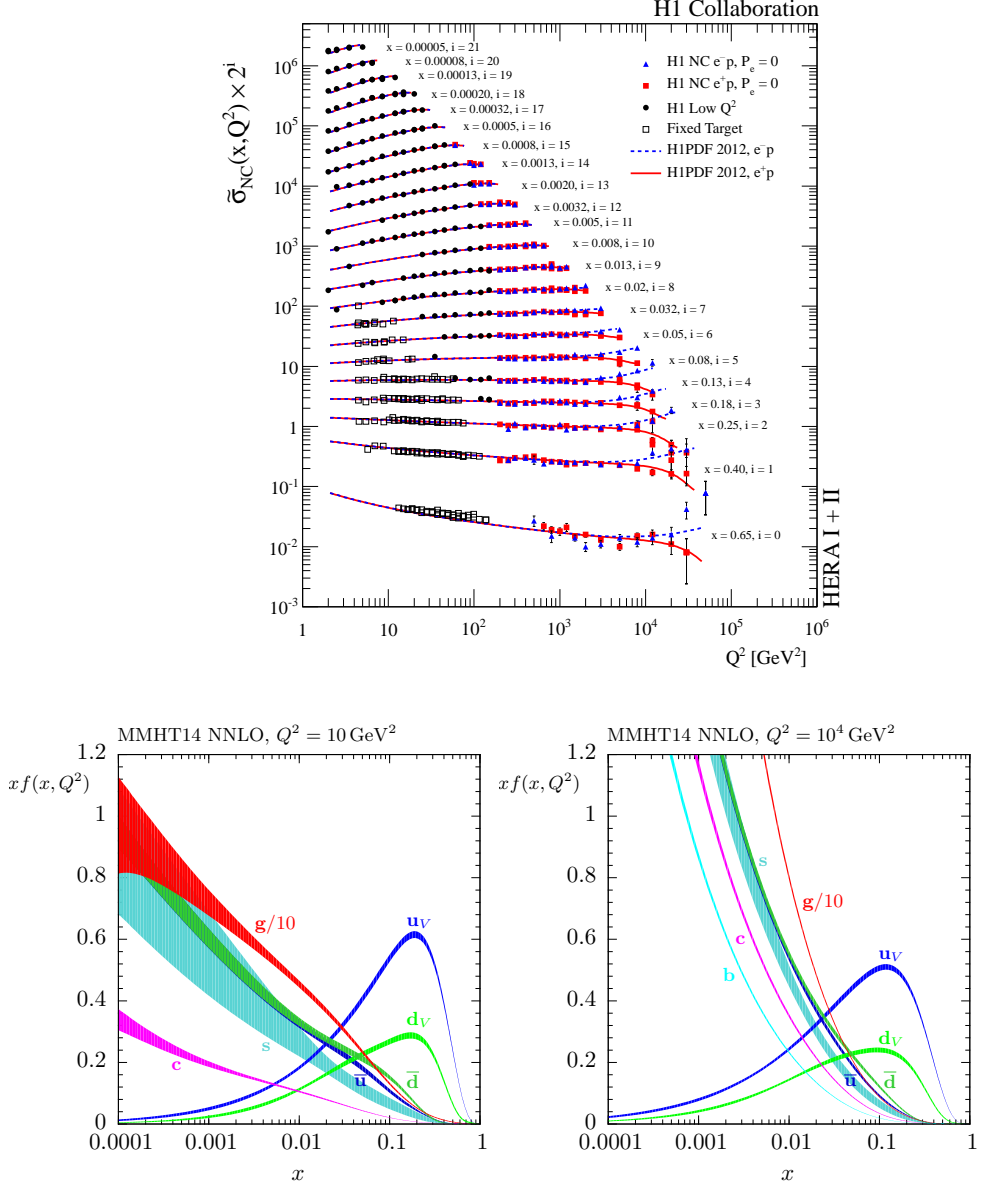 H1 Collaboration
σ̃NC(x,Q²) × 2ⁱ
10⁶
10⁵
10⁴
10³
10²
10
1
10⁻¹
10⁻²
10⁻³
x = 0.00005, i = 21
x = 0.00008, i = 20
x = 0.00013, i = 19
x = 0.00020, i = 18
x = 0.00032, i = 17
x = 0.0005, i = 16
x = 0.0008, i = 15
x = 0.0013, i = 14
x = 0.0020, i = 13
x = 0.0032, i = 12
x = 0.005, i = 11
x = 0.008, i = 10
x = 0.013, i = 9
x = 0.02, i = 8
x = 0.032, i = 7
x = 0.05, i = 6
x = 0.08, i = 5
x = 0.13, i = 4
x = 0.18, i = 3
x = 0.25, i = 2
x = 0.40, i = 1
x = 0.65, i = 0
H1 NC e⁻p, Pₑ = 0
H1 NC e⁺p, Pₑ = 0
H1 Low Q²
Fixed Target
H1PDF 2012, e⁻p
H1PDF 2012, e⁺p
HERA I + II
1 10 10² 10³ 10⁴ 10⁵ 10⁶
Q² [GeV²]
MMHT14 NNLO, Q² = 10 GeV²
xf(x, Q²)
1.2
1
0.8
0.6
0.4
0.2
0
g/10
uV
dV
s
c
u̅
d̅
0.0001 0.001 0.01 0.1 1
x
MMHT14 NNLO, Q² = 10⁴ GeV²
xf(x, Q²)
1.2
1
0.8
0.6
0.4
0.2
0
s
g/10
c
b
uV
dV
u̅
d̅
0.0001 0.001 0.01 0.1 1
x